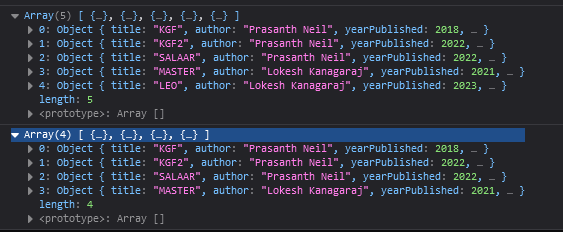 Array(5) [ {…}, {…}, {…}, {…}, {…} ]
0: Object { title: "KGF", author: "Prasanth Neil", yearPublished: 2018, … }
1: Object { title: "KGF2", author: "Prasanth Neil", yearPublished: 2022, … }
2: Object { title: "SALAAR", author: "Prasanth Neil", yearPublished: 2022, … }
3: Object { title: "MASTER", author: "Lokesh Kanagaraj", yearPublished: 2021, … }
4: Object { title: "LEO", author: "Lokesh Kanagaraj", yearPublished: 2023, … }
length: 5
<prototype>: Array []
Array(4) [ {…}, {…}, {…}, {…} ]
0: Object { title: "KGF", author: "Prasanth Neil", yearPublished: 2018, … }
1: Object { title: "KGF2", author: "Prasanth Neil", yearPublished: 2022, … }
2: Object { title: "SALAAR", author: "Prasanth Neil", yearPublished: 2022, … }
3: Object { title: "MASTER", author: "Lokesh Kanagaraj", yearPublished: 2021, … }
length: 4
<prototype>: Array []